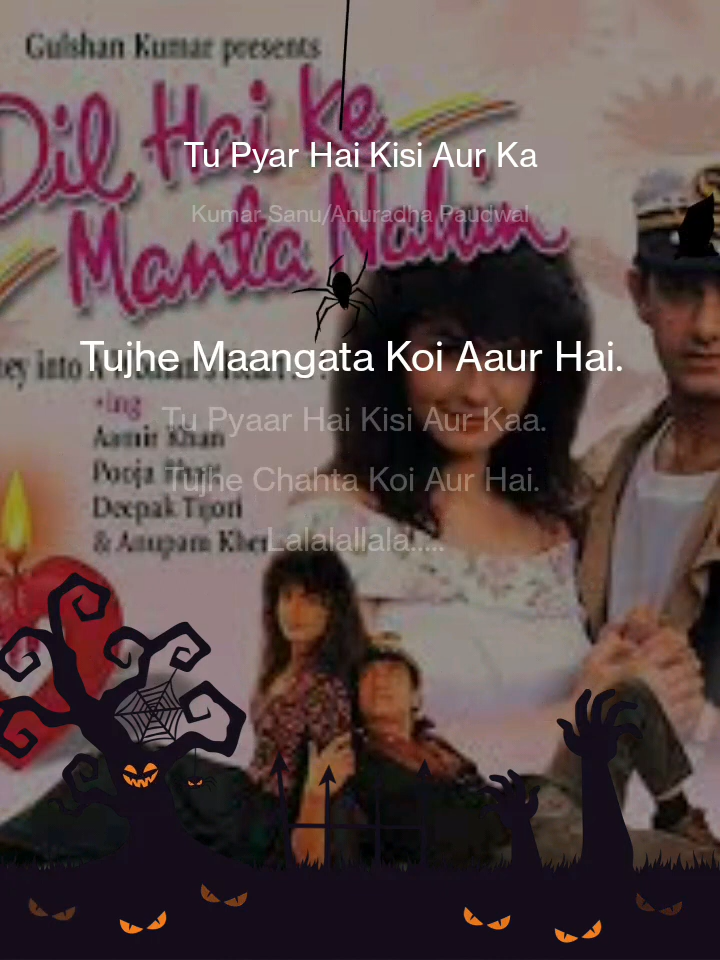 Gulshan Kumar presents
Dil Hai Ke
Tu Pyar Hai Kisi Aur Ka
Kumar Sanu/Anuradha Paudwal
Manta Nahin
Tujhe Maangata Koi Aaur Hai.
ney into
Tu Pyaar Hai Kisi Aur Kaa.
Aamir Khan
Pooja
Tujhe Chahta Koi Aur Hai.
Deepak Tijori
& Anupam Kher
Lalalallala.....